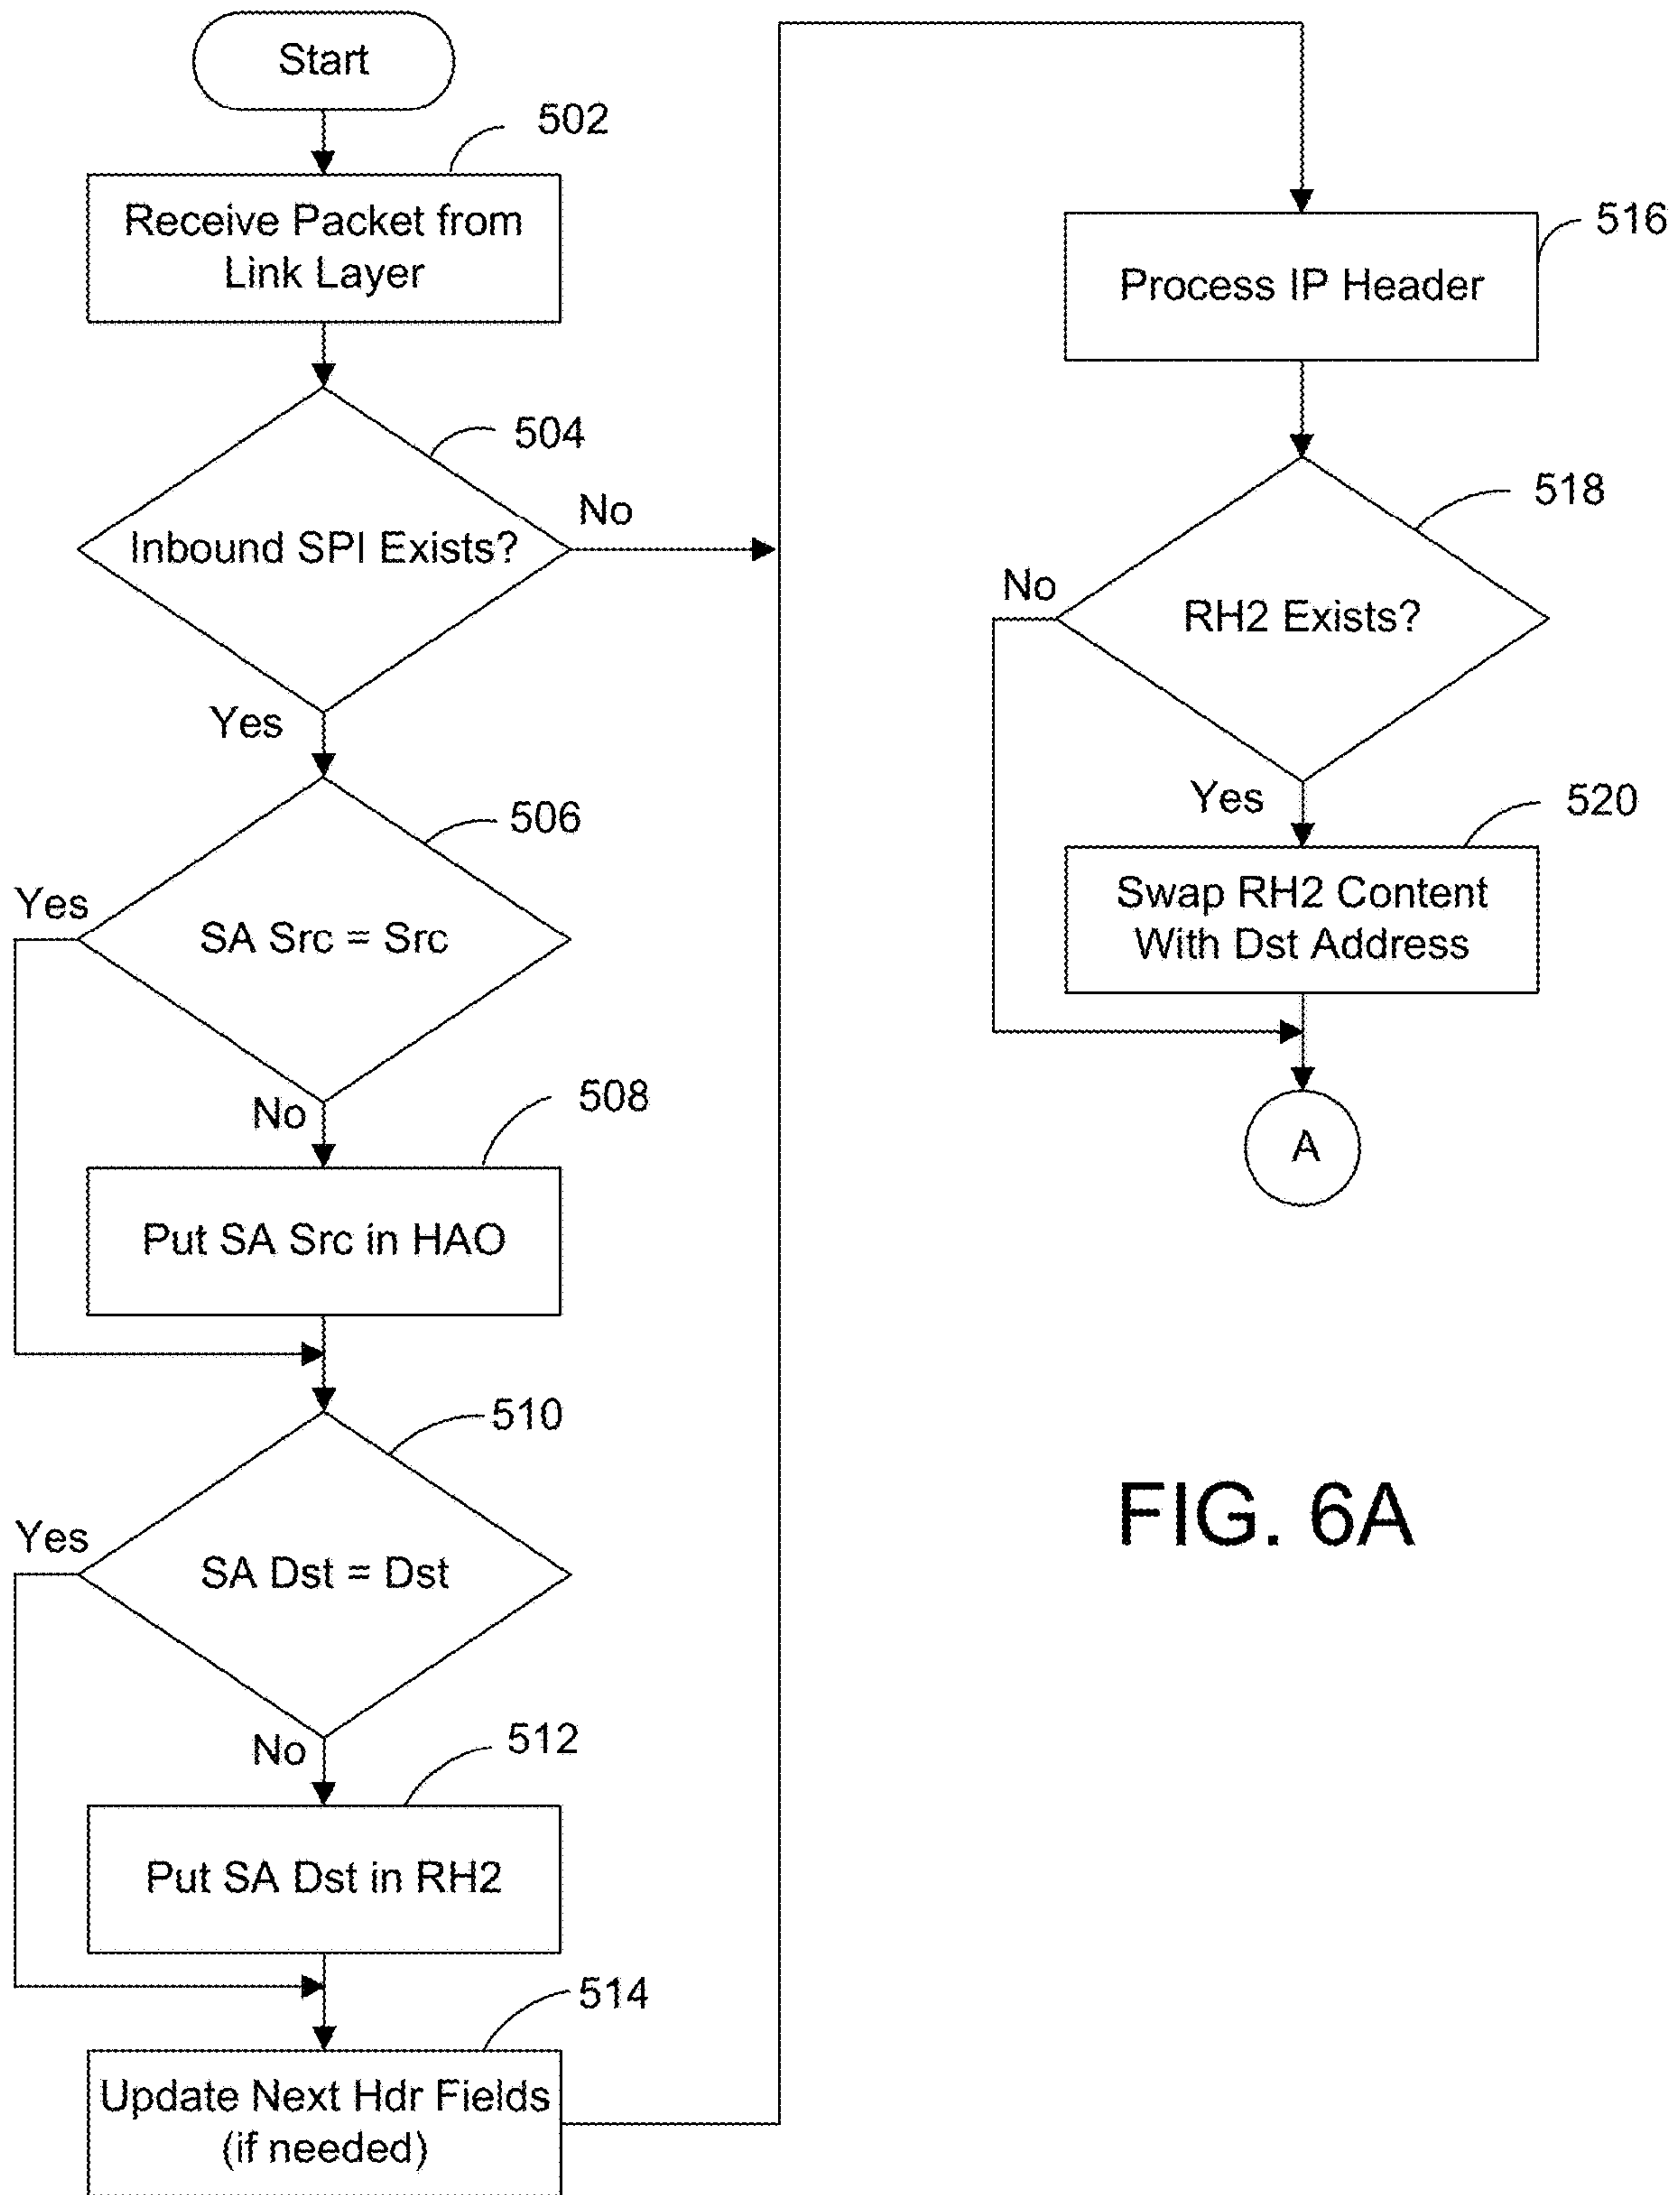 Start
502
Receive Packet from
Link Layer
504
Inbound SPI Exists?
No
Yes
506
Yes
SA Src = Src
No
508
Put SA Src in HAO
510
Yes
SA Dst = Dst
No
512
Put SA Dst in RH2
514
Update Next Hdr Fields
(if needed)
516
Process IP Header
518
No
RH2 Exists?
Yes
520
Swap RH2 Content
With Dst Address
A
FIG. 6A